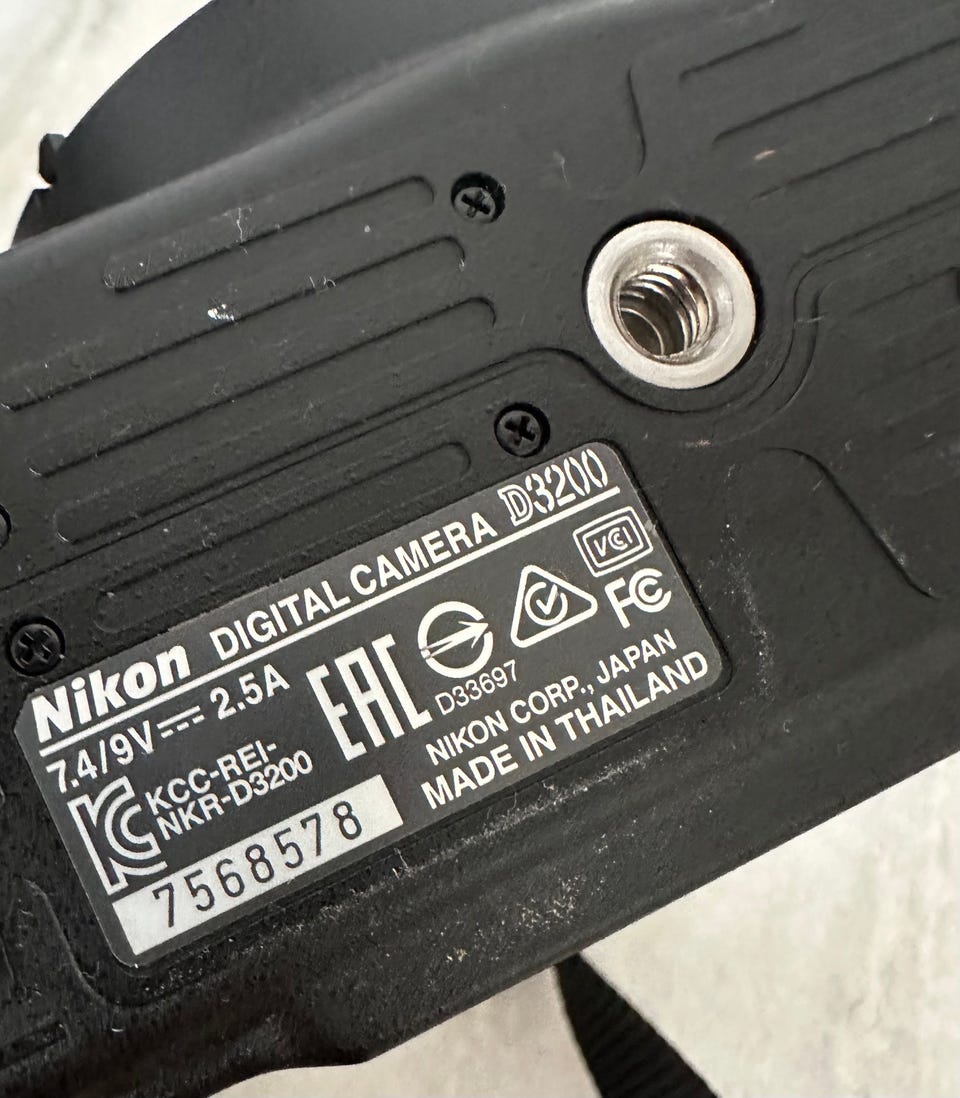 Nikon DIGITAL CAMERA D3200
7.4/9V ⎓ 2.5A
EAC
VCI
FC
D33697
KC
KCC-REI-
NKR-D3200
NIKON CORP., JAPAN
MADE IN THAILAND
7568578